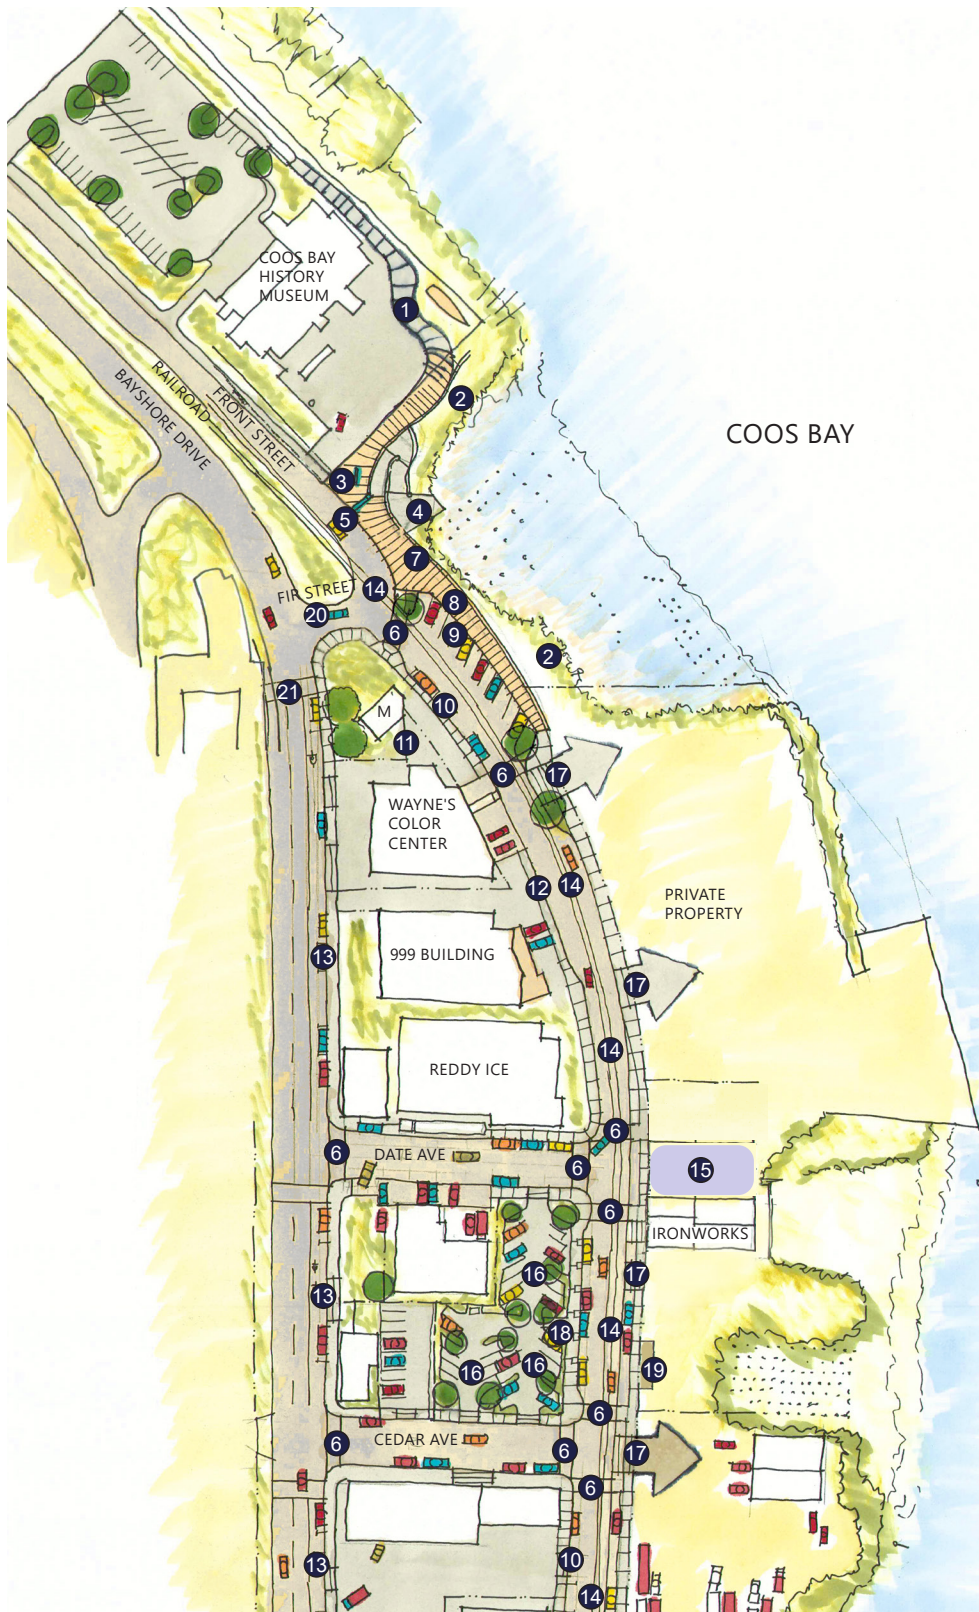 COOS BAY
HISTORY
MUSEUM
1
RAILROAD
FRONT STREET
BAYSHORE DRIVE
2
COOS BAY
3
4
5
7
FIR STREET
14
8
20
6
9
2
21
M
10
11
6
17
WAYNE'S
COLOR
CENTER
12
14
PRIVATE
PROPERTY
13
999 BUILDING
17
14
REDDY ICE
6
6
DATE AVE
6
15
6
IRONWORKS
16
17
13
18
14
16
16
19
6
6
CEDAR AVE
6
17
6
13
10
14